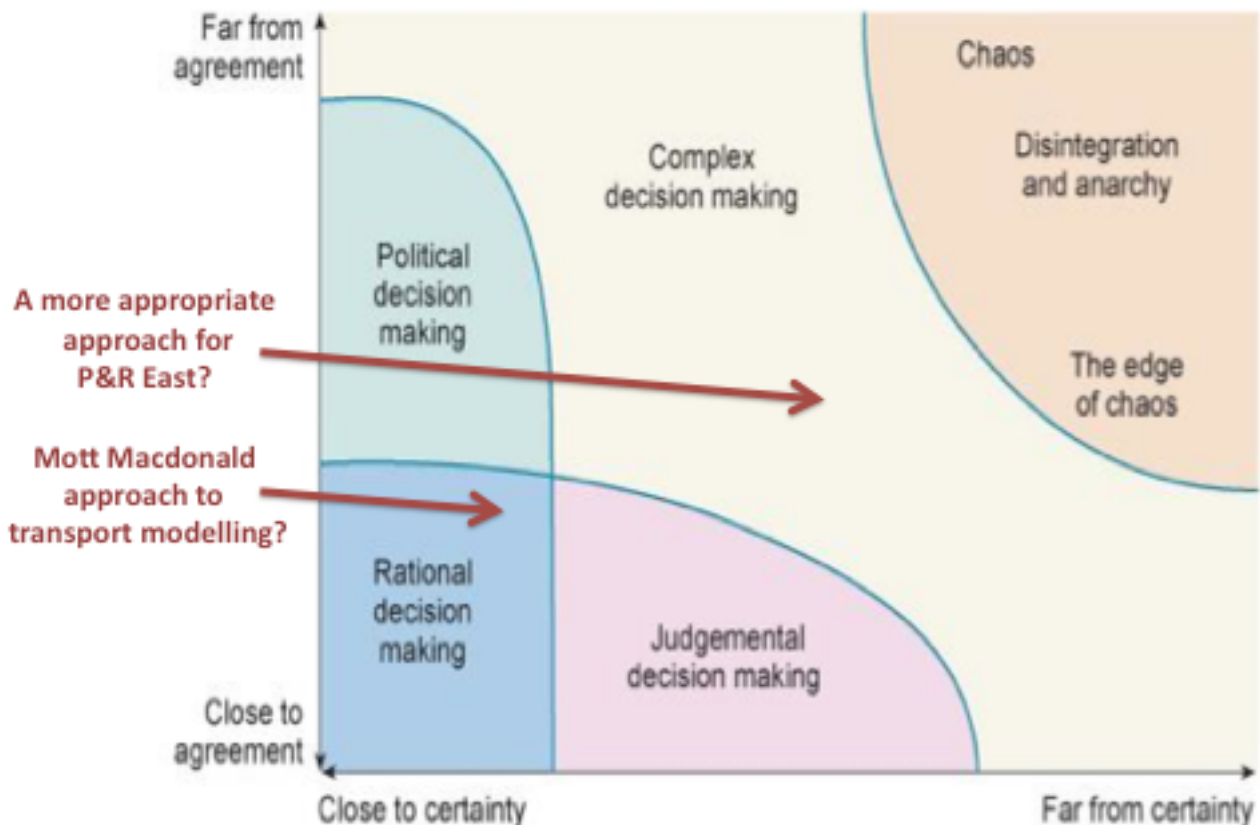 Far from
agreement
Chaos
Disintegration
and anarchy
Complex
decision making
Political
decision
making
A more appropriate
approach for
P&R East?
The edge
of chaos
Mott Macdonald
approach to
transport modelling?
Rational
decision
making
Judgemental
decision making
Close to
agreement
Close to certainty
Far from certainty